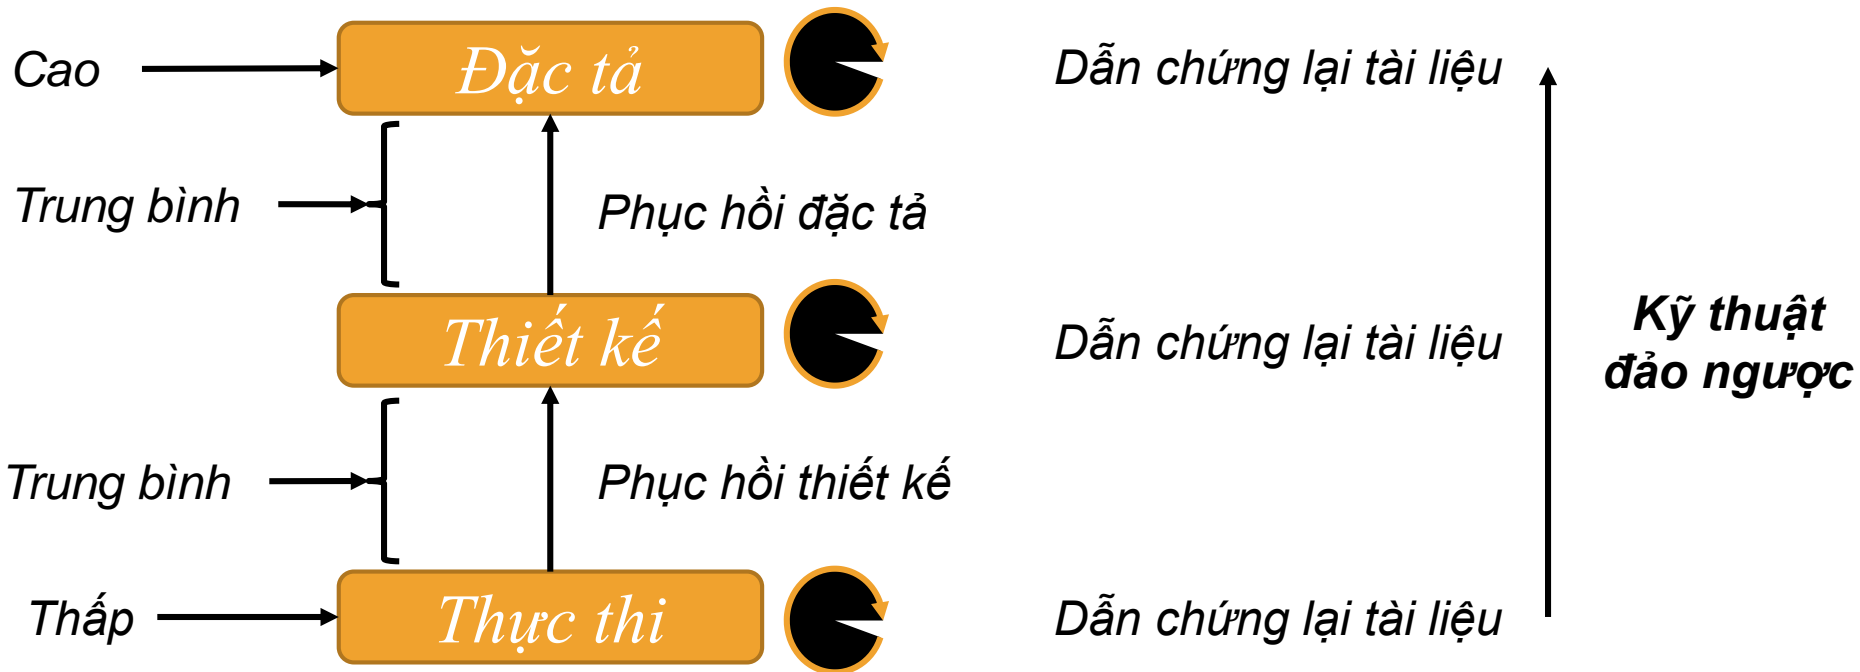 Cao
Đặc tả
Dẫn chứng lại tài liệu
Trung bình
Phục hồi đặc tả
Thiết kế
Dẫn chứng lại tài liệu
Kỹ thuật
đảo ngược
Trung bình
Phục hồi thiết kế
Thấp
Thực thi
Dẫn chứng lại tài liệu